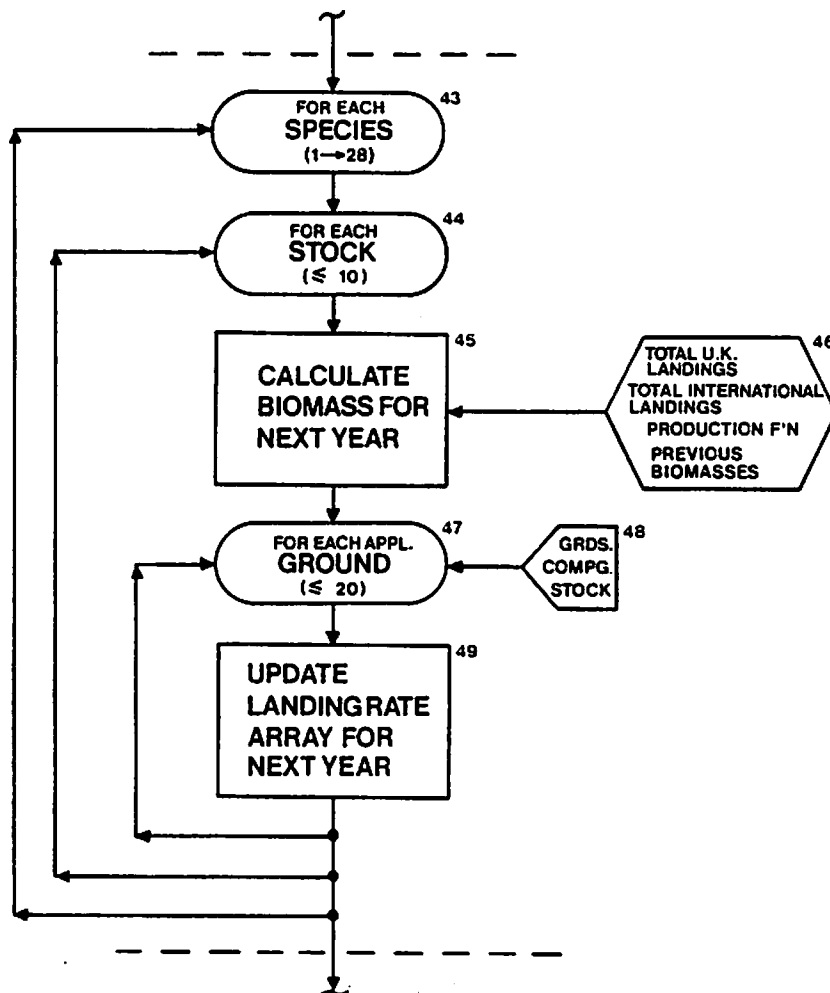 43
FOR EACH
SPECIES
(1→28)
44
FOR EACH
STOCK
(≤ 10)
45
CALCULATE
BIOMASS FOR
NEXT YEAR
46
TOTAL U.K.
LANDINGS
TOTAL INTERNATIONAL
LANDINGS
PRODUCTION F'N
PREVIOUS
BIOMASSES
47
FOR EACH APPL.
GROUND
(≤ 20)
48
GRDS.
COMPG.
STOCK
49
UPDATE
LANDING RATE
ARRAY FOR
NEXT YEAR